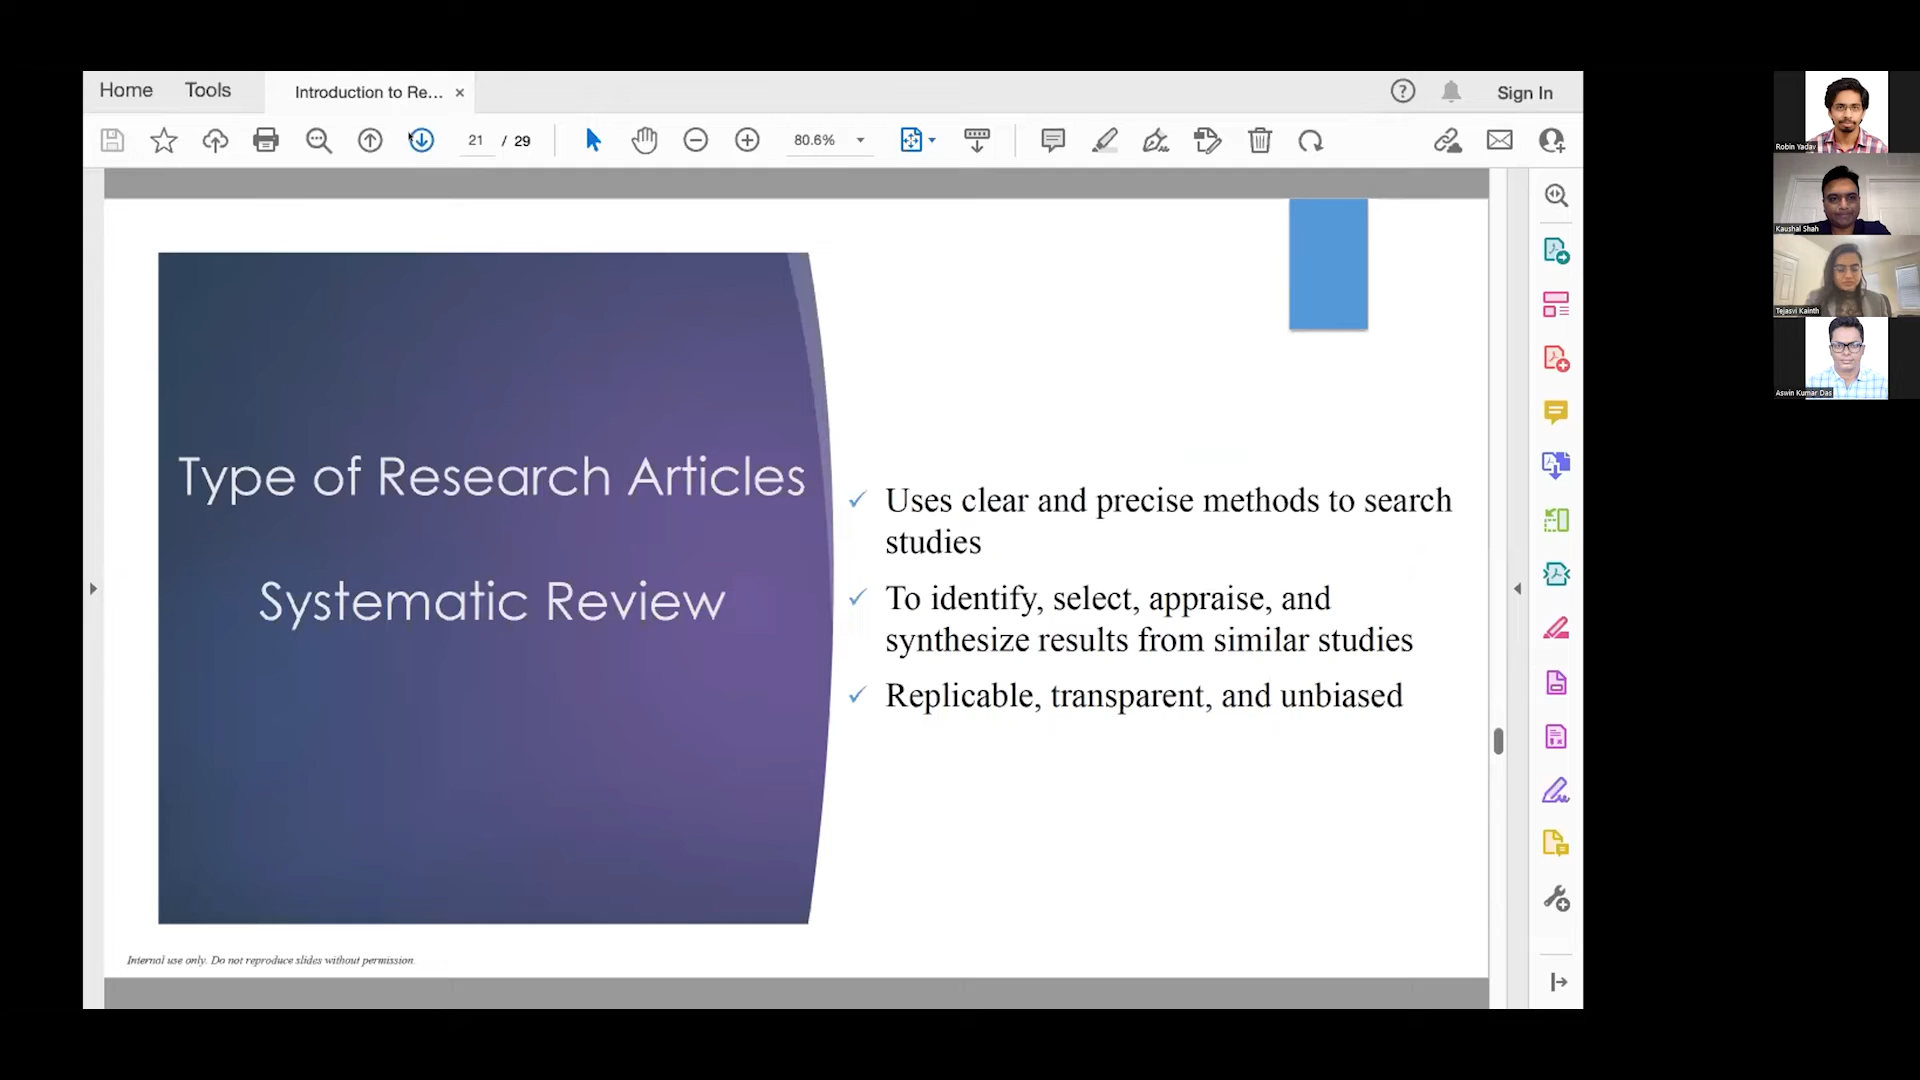 Home
Tools
Introduction to Re...
Sign In
21 / 29
80.6%
Type of Research Articles
Systematic Review
✓ Uses clear and precise methods to search
studies
✓ To identify, select, appraise, and
synthesize results from similar studies
✓ Replicable, transparent, and unbiased
Internal use only. Do not reproduce slides without permission.
Robin Yadav
Kaushal Shah
Tejasvi Kainth
Aswin Kumar Das